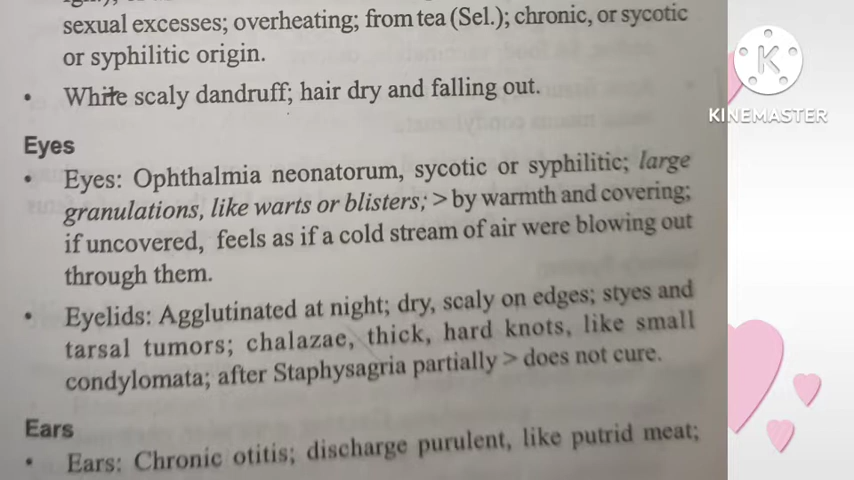 sexual excesses; overheating; from tea (Sel.); chronic, or sycotic
or syphilitic origin.
• White scaly dandruff; hair dry and falling out.
Eyes
• Eyes: Ophthalmia neonatorum, sycotic or syphilitic; large
granulations, like warts or blisters; > by warmth and covering;
if uncovered, feels as if a cold stream of air were blowing out
through them.
• Eyelids: Agglutinated at night; dry, scaly on edges; styes and
tarsal tumors; chalazae, thick, hard knots, like small
condylomata; after Staphysagria partially > does not cure.
Ears
• Ears: Chronic otitis; discharge purulent, like putrid meat;
K
KINEMASTER